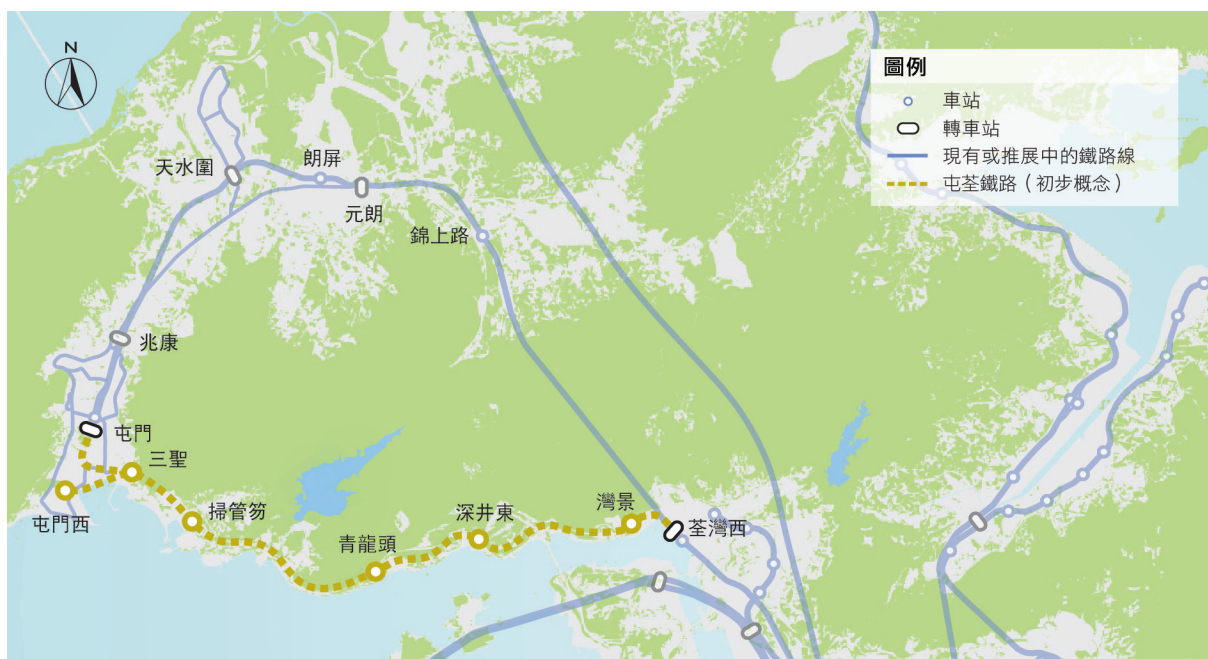 N
圖例
車站
轉車站
現有或推展中的鐵路線
屯荃鐵路（初步概念）
天水圍
朗屏
元朗
錦上路
兆康
屯門
三聖
屯門西
掃管笏
青龍頭
深井東
灣景
荃灣西